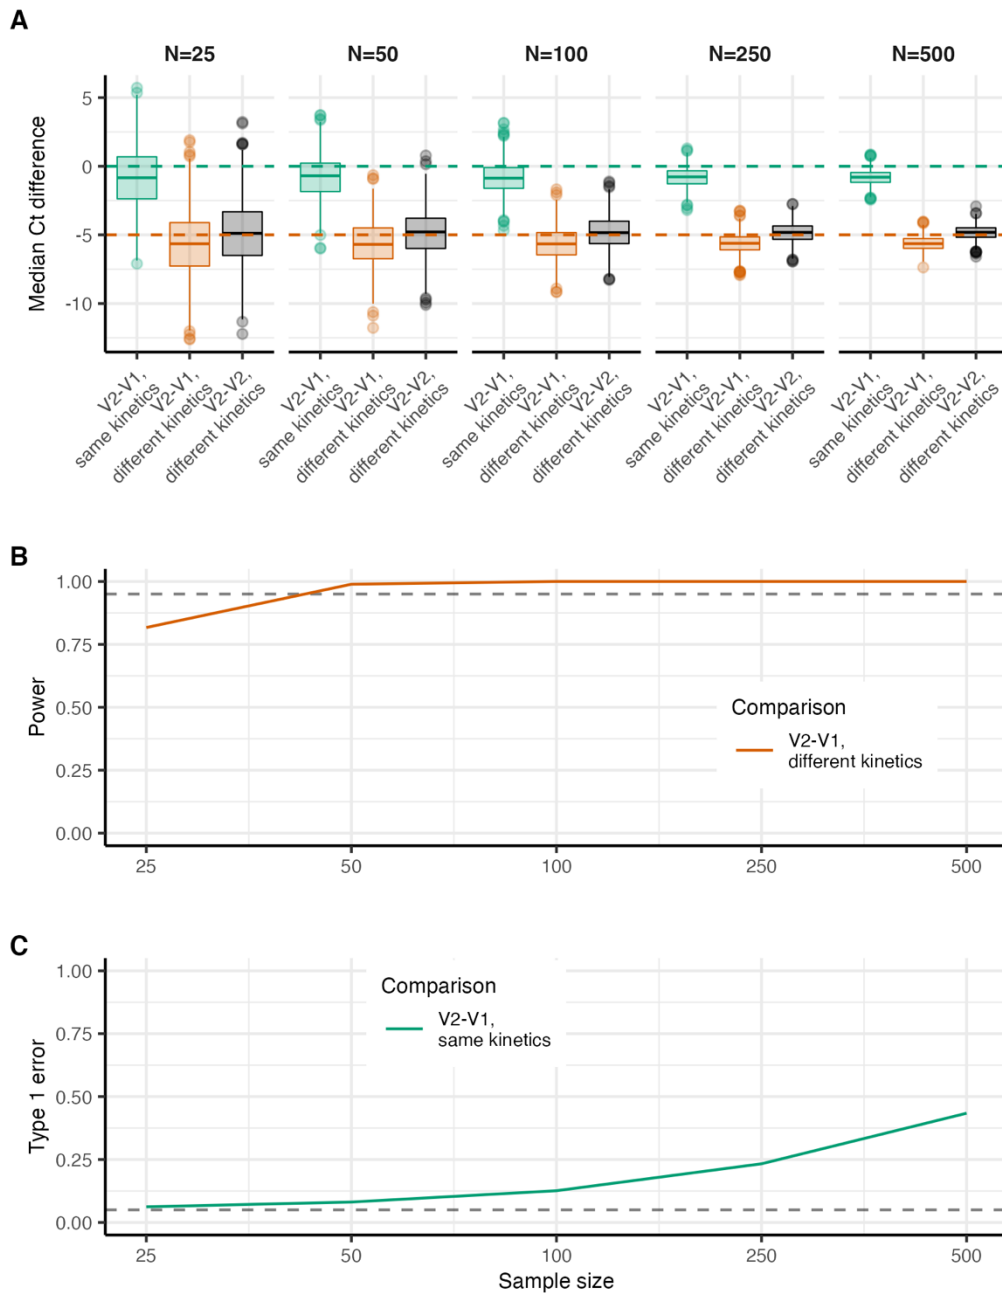 A
N=25 N=50 N=100 N=250 N=500
Median Ct difference
5
0
-5
-10
V2-V1,
same kinetics
V2-V1,
different kinetics
V2-V2,
different kinetics
V2-V1,
same kinetics
V2-V1,
different kinetics
V2-V2,
different kinetics
V2-V1,
same kinetics
V2-V1,
different kinetics
V2-V2,
different kinetics
V2-V1,
same kinetics
V2-V1,
different kinetics
V2-V2,
different kinetics
V2-V1,
same kinetics
V2-V1,
different kinetics
V2-V2,
different kinetics
B
Power
1.00
0.75
0.50
0.25
0.00
Comparison
V2-V1,
different kinetics
25 50 100 250 500
C
Type 1 error
1.00
0.75
0.50
0.25
0.00
Comparison
V2-V1,
same kinetics
25 50 100 250 500
Sample size